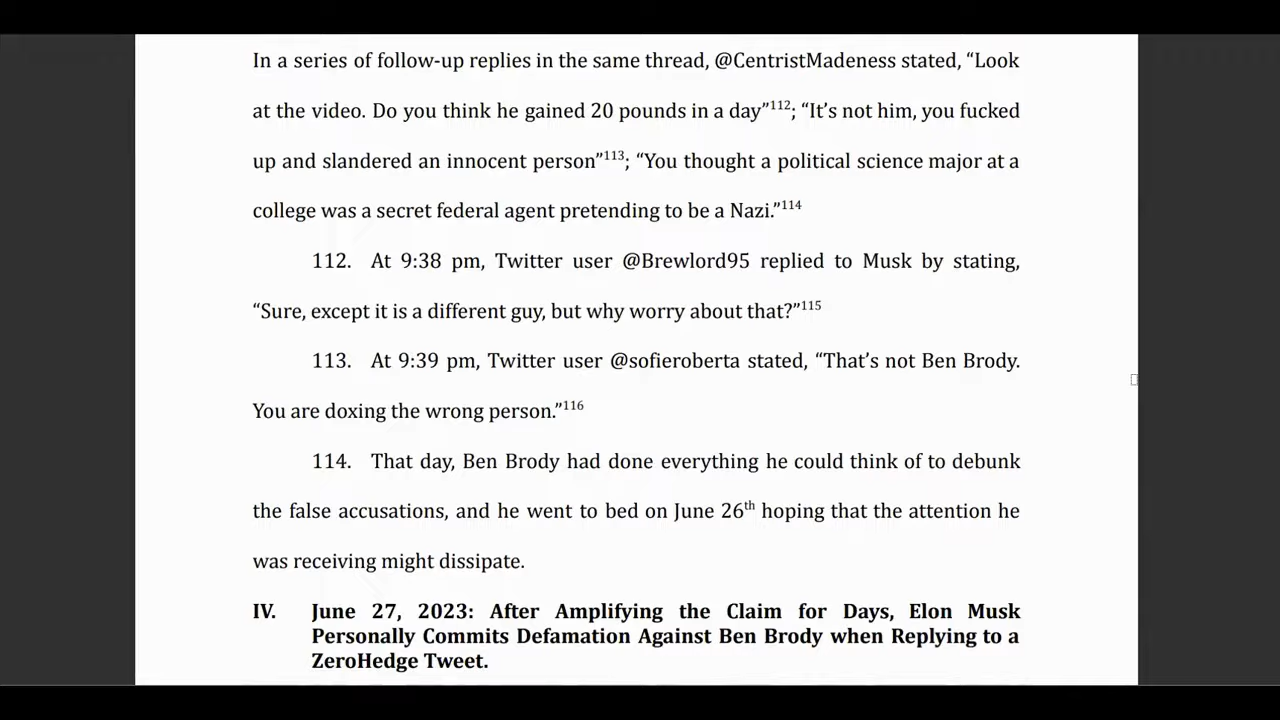 In a series of follow-up replies in the same thread, @CentristMadeness stated, “Look
at the video. Do you think he gained 20 pounds in a day”112; “It’s not him, you fucked
up and slandered an innocent person”113; “You thought a political science major at a
college was a secret federal agent pretending to be a Nazi.”114
112. At 9:38 pm, Twitter user @Brewlord95 replied to Musk by stating,
“Sure, except it is a different guy, but why worry about that?”115
113. At 9:39 pm, Twitter user @sofieroberta stated, “That’s not Ben Brody.
You are doxing the wrong person.”116
114. That day, Ben Brody had done everything he could think of to debunk
the false accusations, and he went to bed on June 26th hoping that the attention he
was receiving might dissipate.
IV. June 27, 2023: After Amplifying the Claim for Days, Elon Musk
Personally Commits Defamation Against Ben Brody when Replying to a
ZeroHedge Tweet.